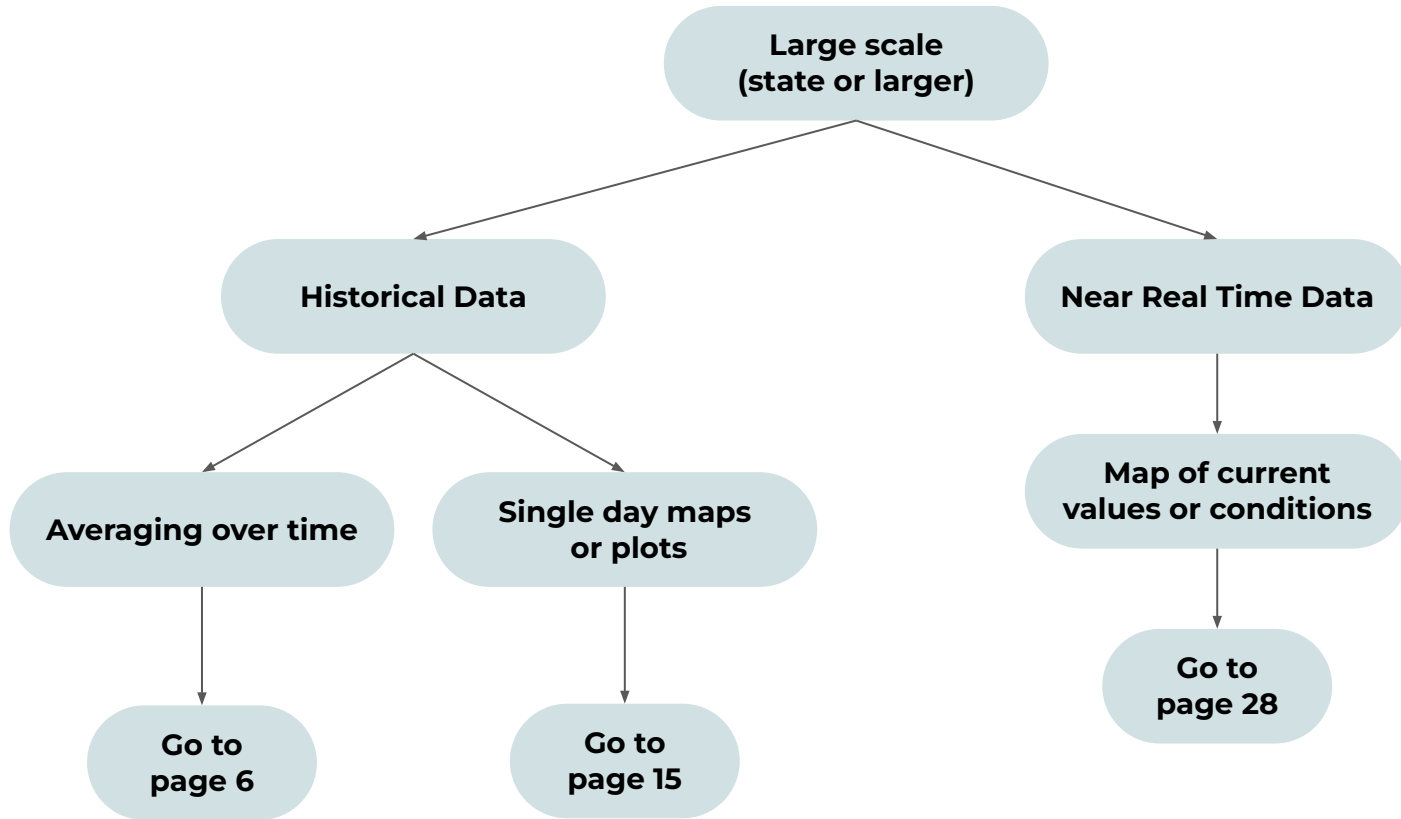 Large scale
(state or larger)
Historical Data
Near Real Time Data
Averaging over time
Single day maps
or plots
Map of current
values or conditions
Go to
page 6
Go to
page 15
Go to
page 28